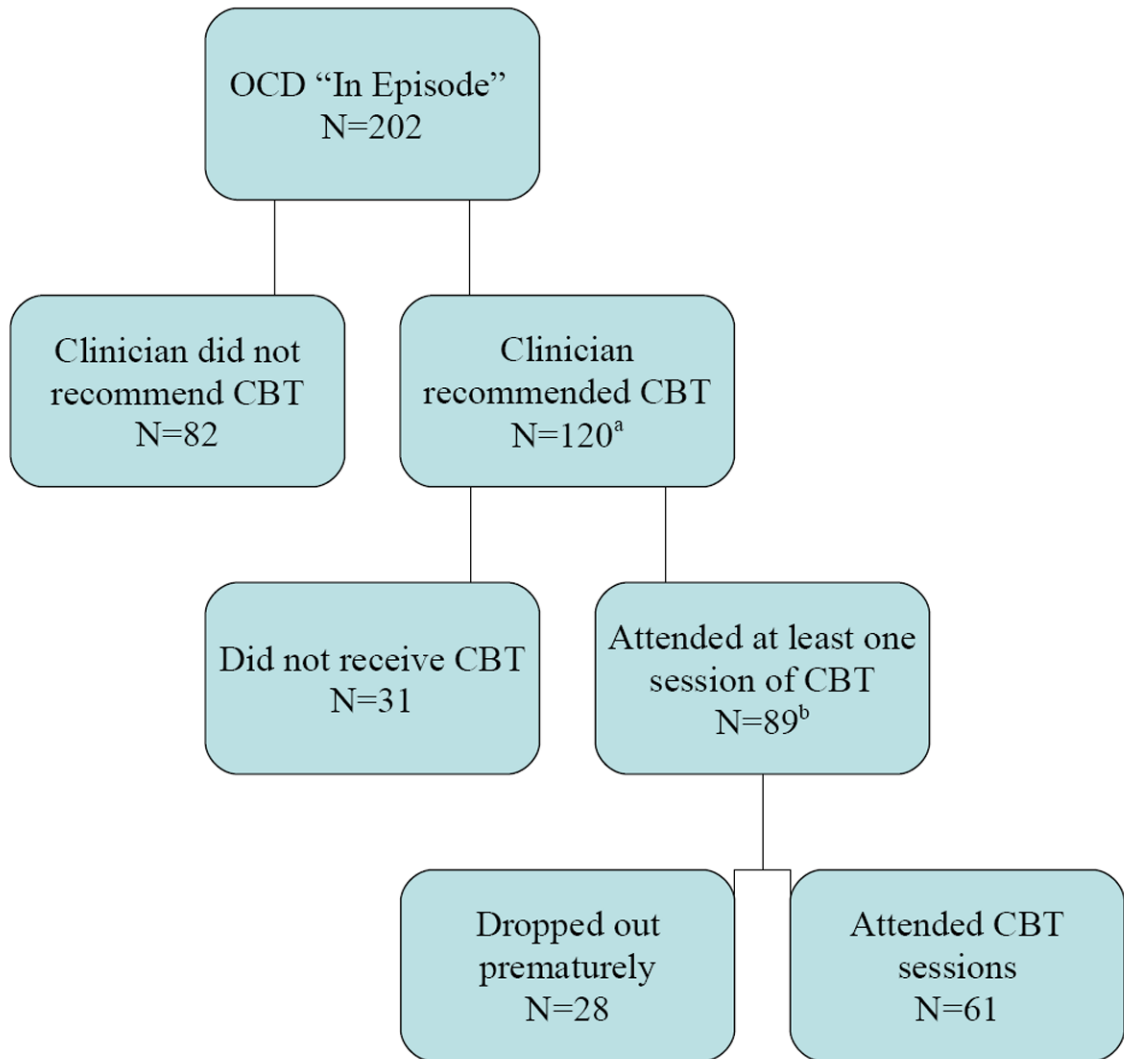 OCD “In Episode”
N=202
Clinician did not
recommend CBT
N=82
Clinician
recommended CBT
N=120ᵃ
Did not receive CBT
N=31
Attended at least one
session of CBT
N=89ᵇ
Dropped out
prematurely
N=28
Attended CBT
sessions
N=61